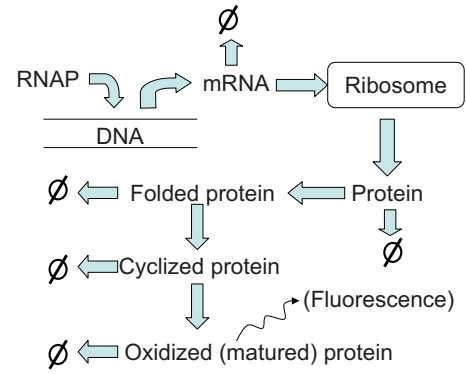 Ø
RNAP
mRNA
Ribosome
DNA
Ø
Folded protein
Protein
Ø
Ø
Cyclized protein
(Fluorescence)
Ø
Oxidized (matured) protein